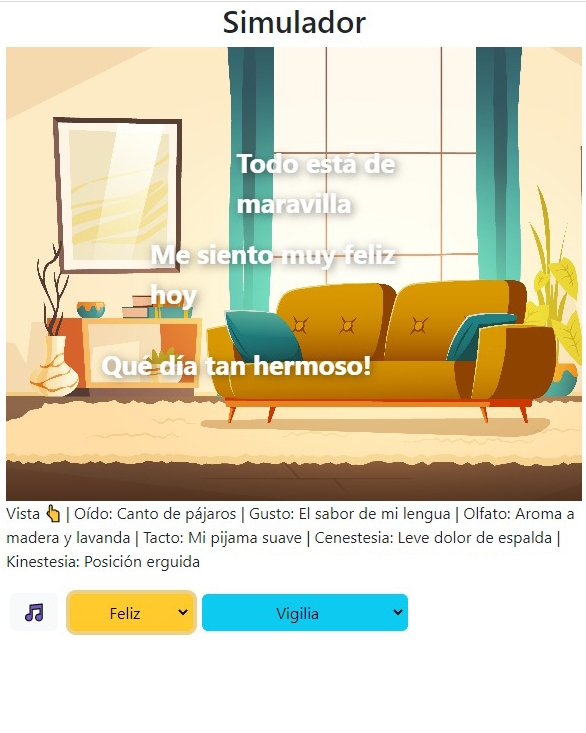 Simulador
Todo está de
maravilla
Me siento muy feliz
hoy
Qué día tan hermoso!
Vista 👆 | Oído: Canto de pájaros | Gusto: El sabor de mi lengua | Olfato: Aroma a
madera y lavanda | Tacto: Mi pijama suave | Cenestesia: Leve dolor de espalda |
Kinestesia: Posición erguida
Feliz
Vigilia